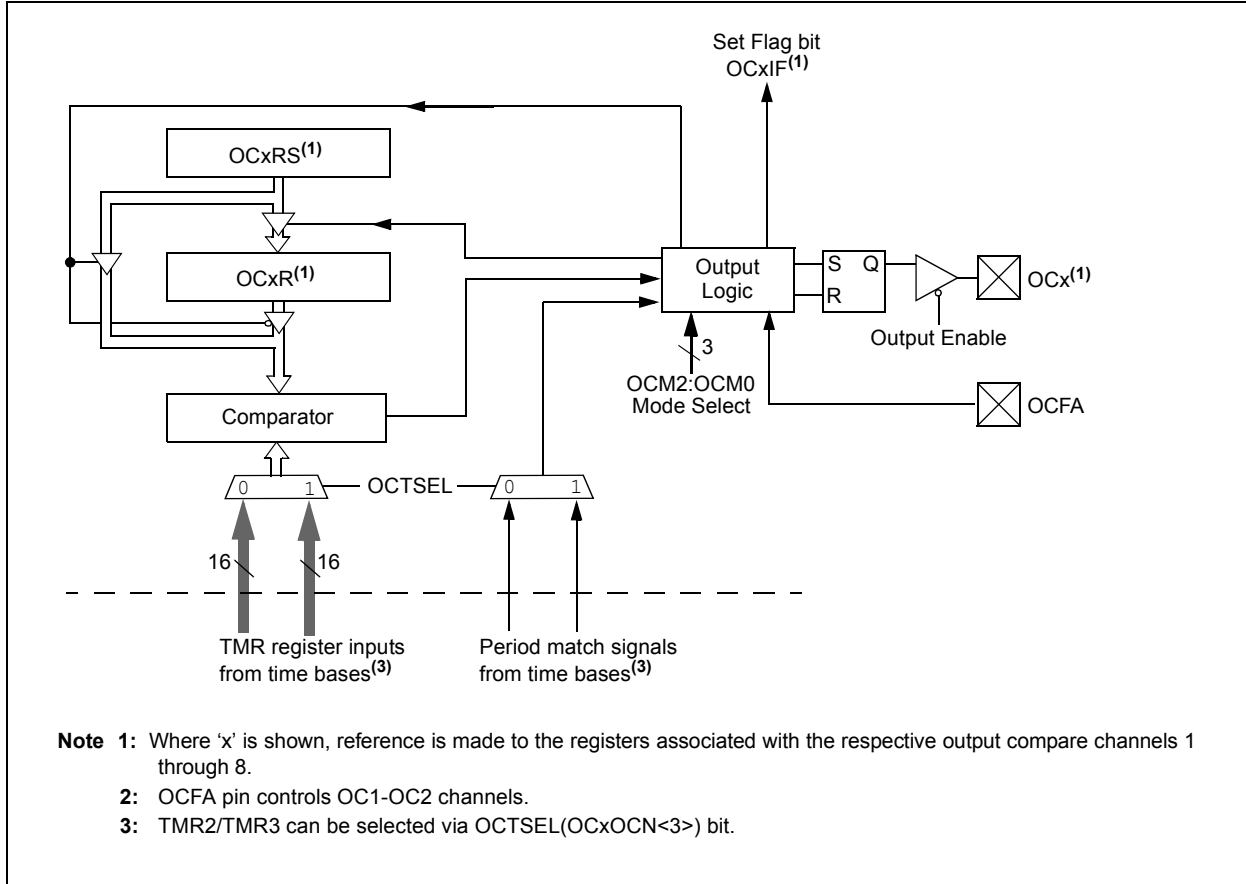 Set Flag bit
OCxIF(1)
OCxRS(1)
OCxR(1)
Output
Logic
S Q
R
OCx(1)
Output Enable
3
OCM2:OCM0
Mode Select
OCFA
Comparator
0 1
OCTSEL
0 1
16
16
TMR register inputs
from time bases(3)
Period match signals
from time bases(3)
Note 1: Where ‘x’ is shown, reference is made to the registers associated with the respective output compare channels 1
through 8.
2: OCFA pin controls OC1-OC2 channels.
3: TMR2/TMR3 can be selected via OCTSEL(OCxOCN<3>) bit.